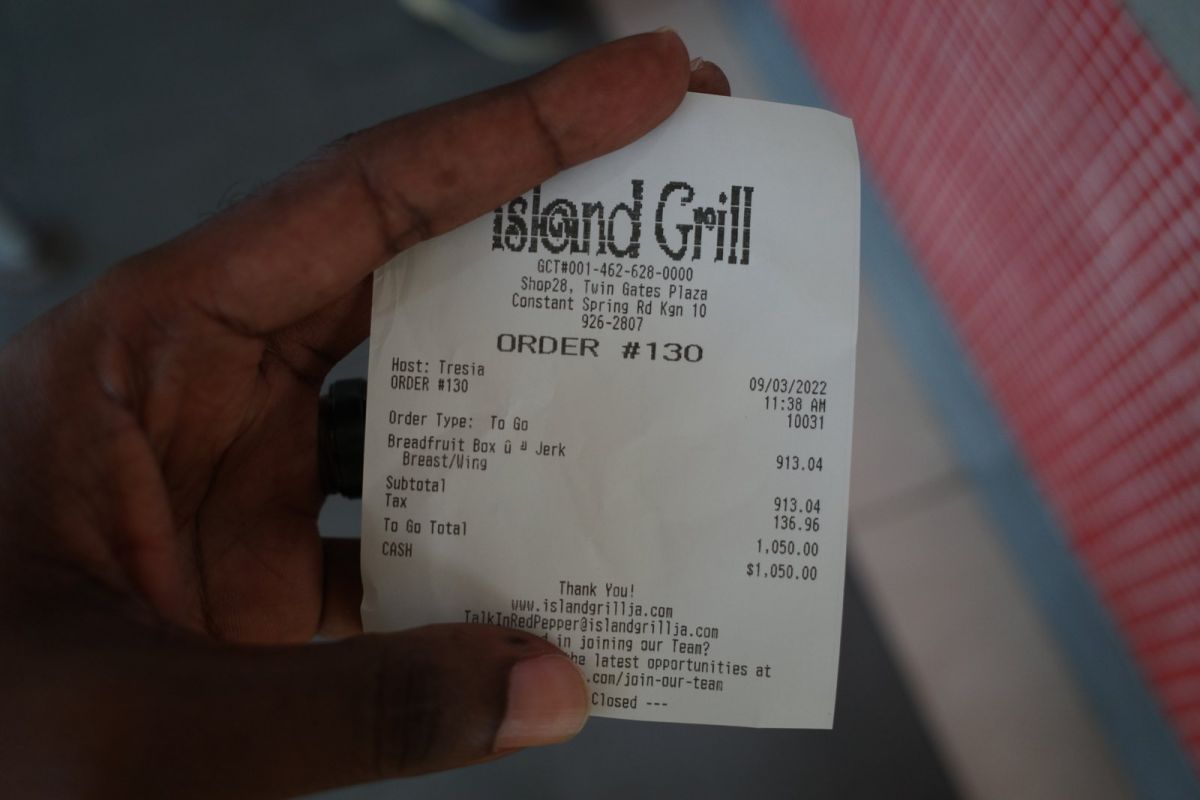 island Grill
GCT#001-462-628-0000
Shop28, Twin Gates Plaza
Constant Spring Rd Kgn 10
926-2807
ORDER #130
Host: Tresia
ORDER #130 09/03/2022
11:38 AM
10031
Order Type: To Go
Breadfruit Box û ª Jerk
Breast/Wing 913.04
Subtotal 913.04
Tax 136.96
To Go Total 1,050.00
CASH $1,050.00
Thank You!
www.islandgrillja.com
TalkInRedPepper@islandgrillja.com
in joining our Team?
the latest opportunities at
.com/join-our-team
Closed ---